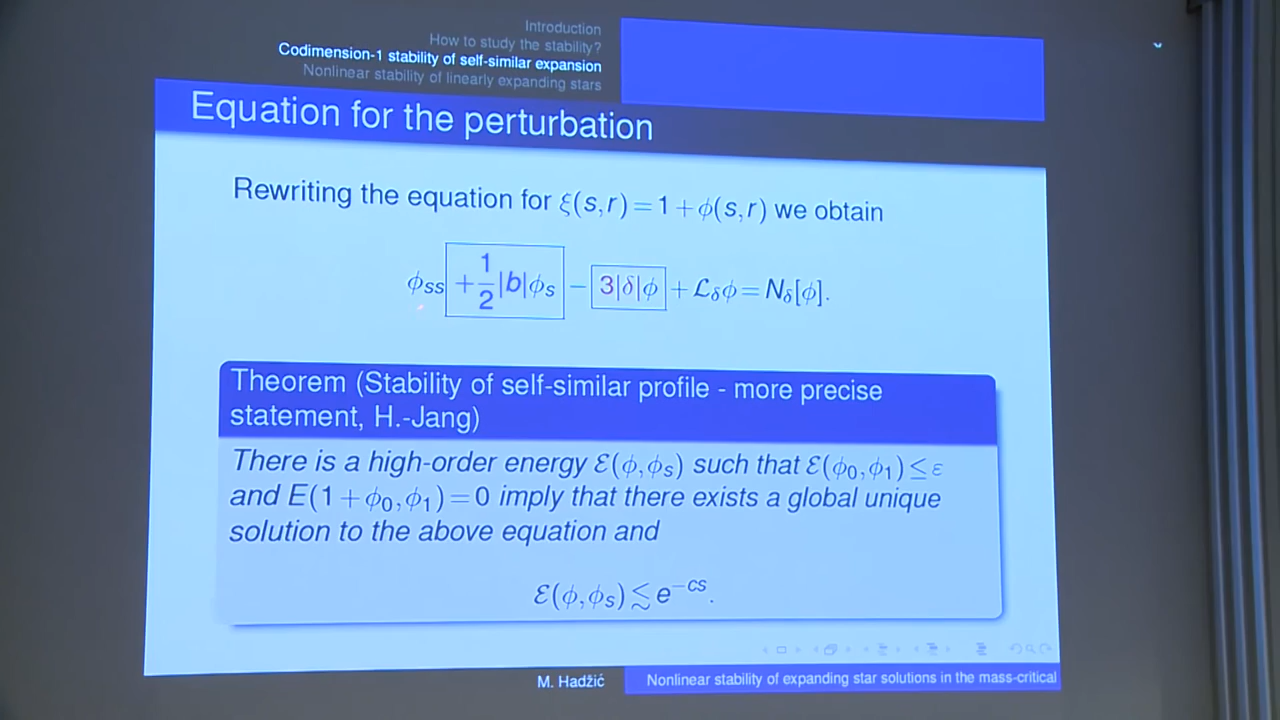 Introduction
How to study the stability?
Codimension-1 stability of self-similar expansion
Nonlinear stability of linearly expanding stars
Equation for the perturbation
Rewriting the equation for ξ(s,r) = 1 + ϕ(s,r) we obtain
ϕss + 1/2 |b|ϕs − 3|δ|ϕ + ℒδϕ = Nδ[ϕ].
Theorem (Stability of self-similar profile - more precise
statement, H.-Jang)
There is a high-order energy ℰ(ϕ,ϕs) such that ℰ(ϕ0,ϕ1) ≤ ε
and E(1 + ϕ0,ϕ1) = 0 imply that there exists a global unique
solution to the above equation and
ℰ(ϕ,ϕs) ≲ e^−cs.
M. Hadžić
Nonlinear stability of expanding star solutions in the mass-critical